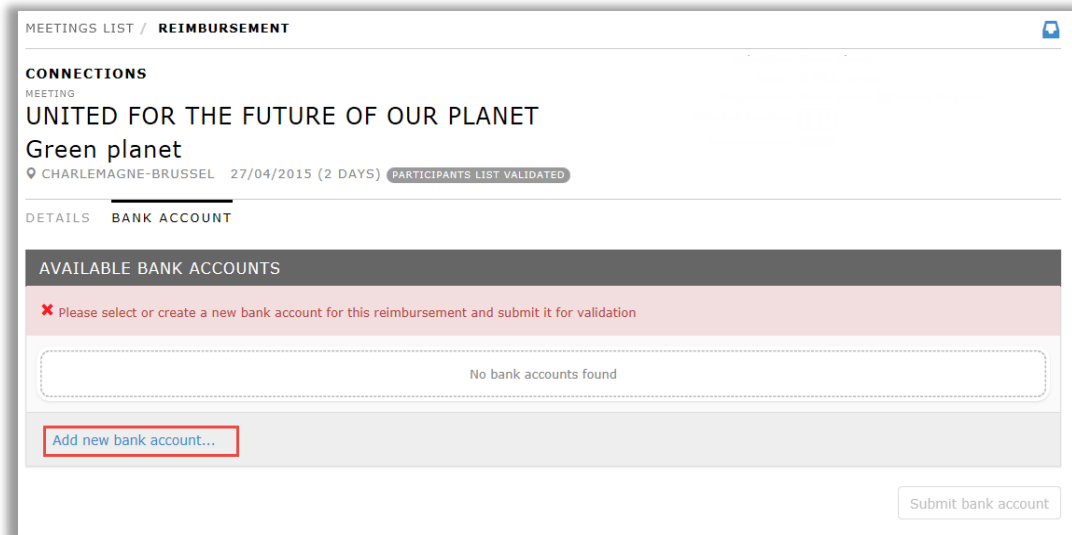 MEETINGS LIST / REIMBURSEMENT
CONNECTIONS
MEETING
UNITED FOR THE FUTURE OF OUR PLANET
Green planet
CHARLEMAGNE-BRUSSEL 27/04/2015 (2 DAYS) PARTICIPANTS LIST VALIDATED
DETAILS BANK ACCOUNT
AVAILABLE BANK ACCOUNTS
Please select or create a new bank account for this reimbursement and submit it for validation
No bank accounts found
Add new bank account...
Submit bank account